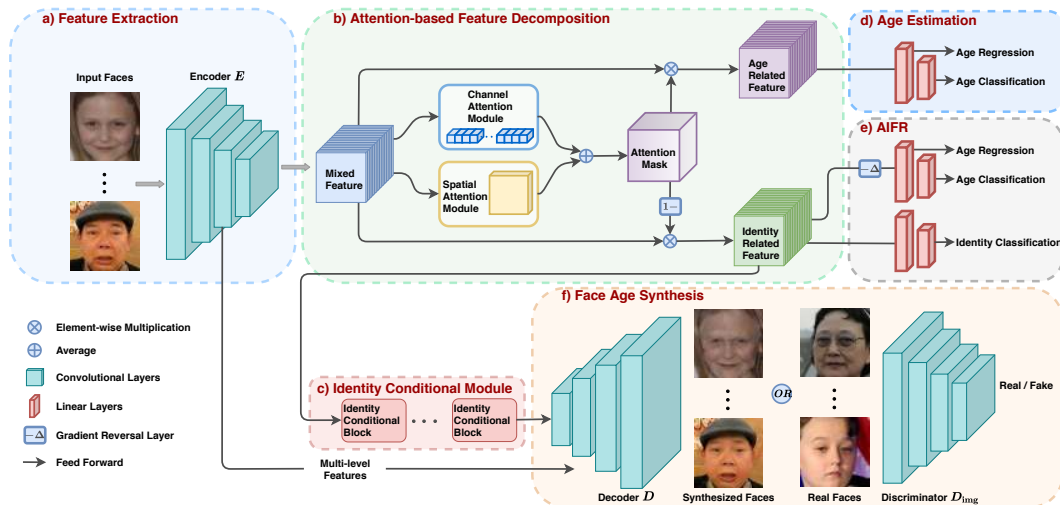 a) Feature Extraction
Input Faces
Encoder E
b) Attention-based Feature Decomposition
Mixed
Feature
Channel
Attention
Module
Spatial
Attention
Module
Attention
Mask
1−
Age
Related
Feature
Identity
Related
Feature
d) Age Estimation
Age Regression
Age Classification
e) AIFR
−Δ
Age Regression
Age Classification
Identity Classification
Element-wise Multiplication
Average
Convolutional Layers
Linear Layers
−Δ
Gradient Reversal Layer
Feed Forward
c) Identity Conditional Module
Identity
Conditional
Block
Identity
Conditional
Block
Multi-level
Features
f) Face Age Synthesis
OR
Real / Fake
Decoder D
Synthesized Faces
Real Faces
Discriminator Dimg